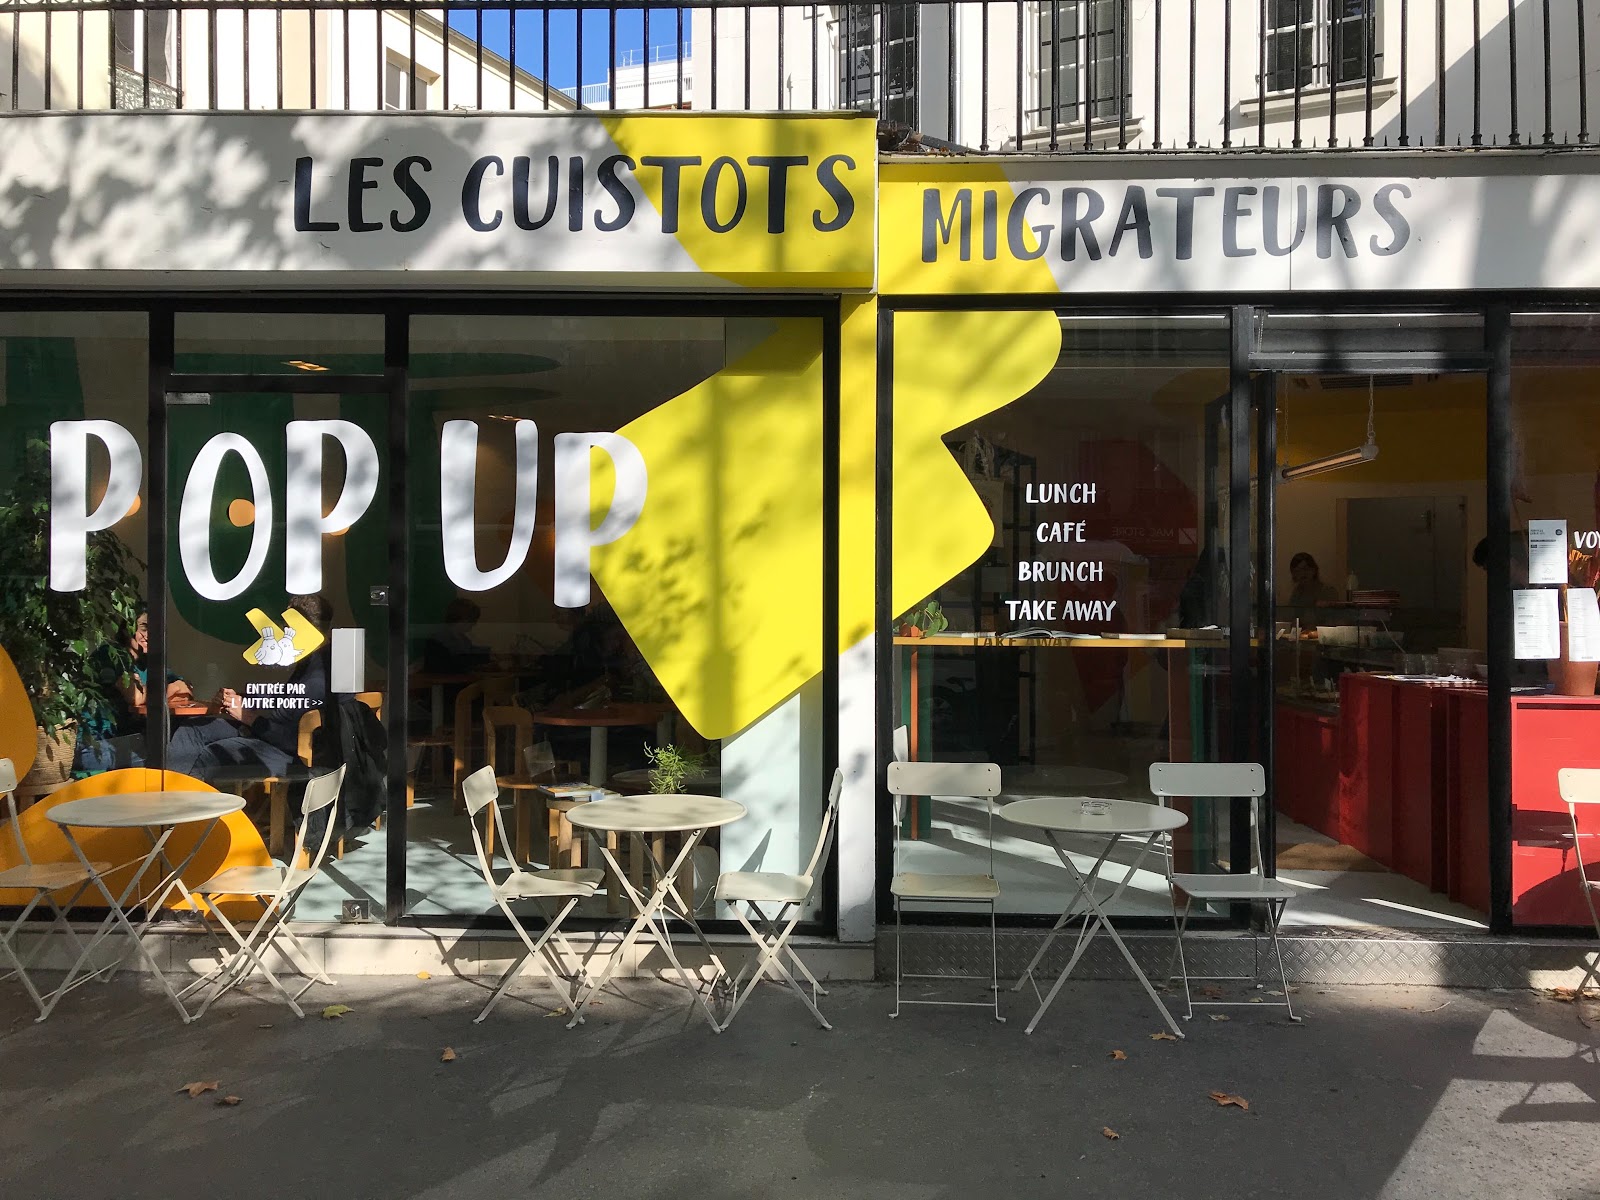 LES CUISTOTS MIGRATEURS
POP UP
ENTRÉE PAR
L'AUTRE PORTE >>
LUNCH
CAFÉ
BRUNCH
TAKE AWAY